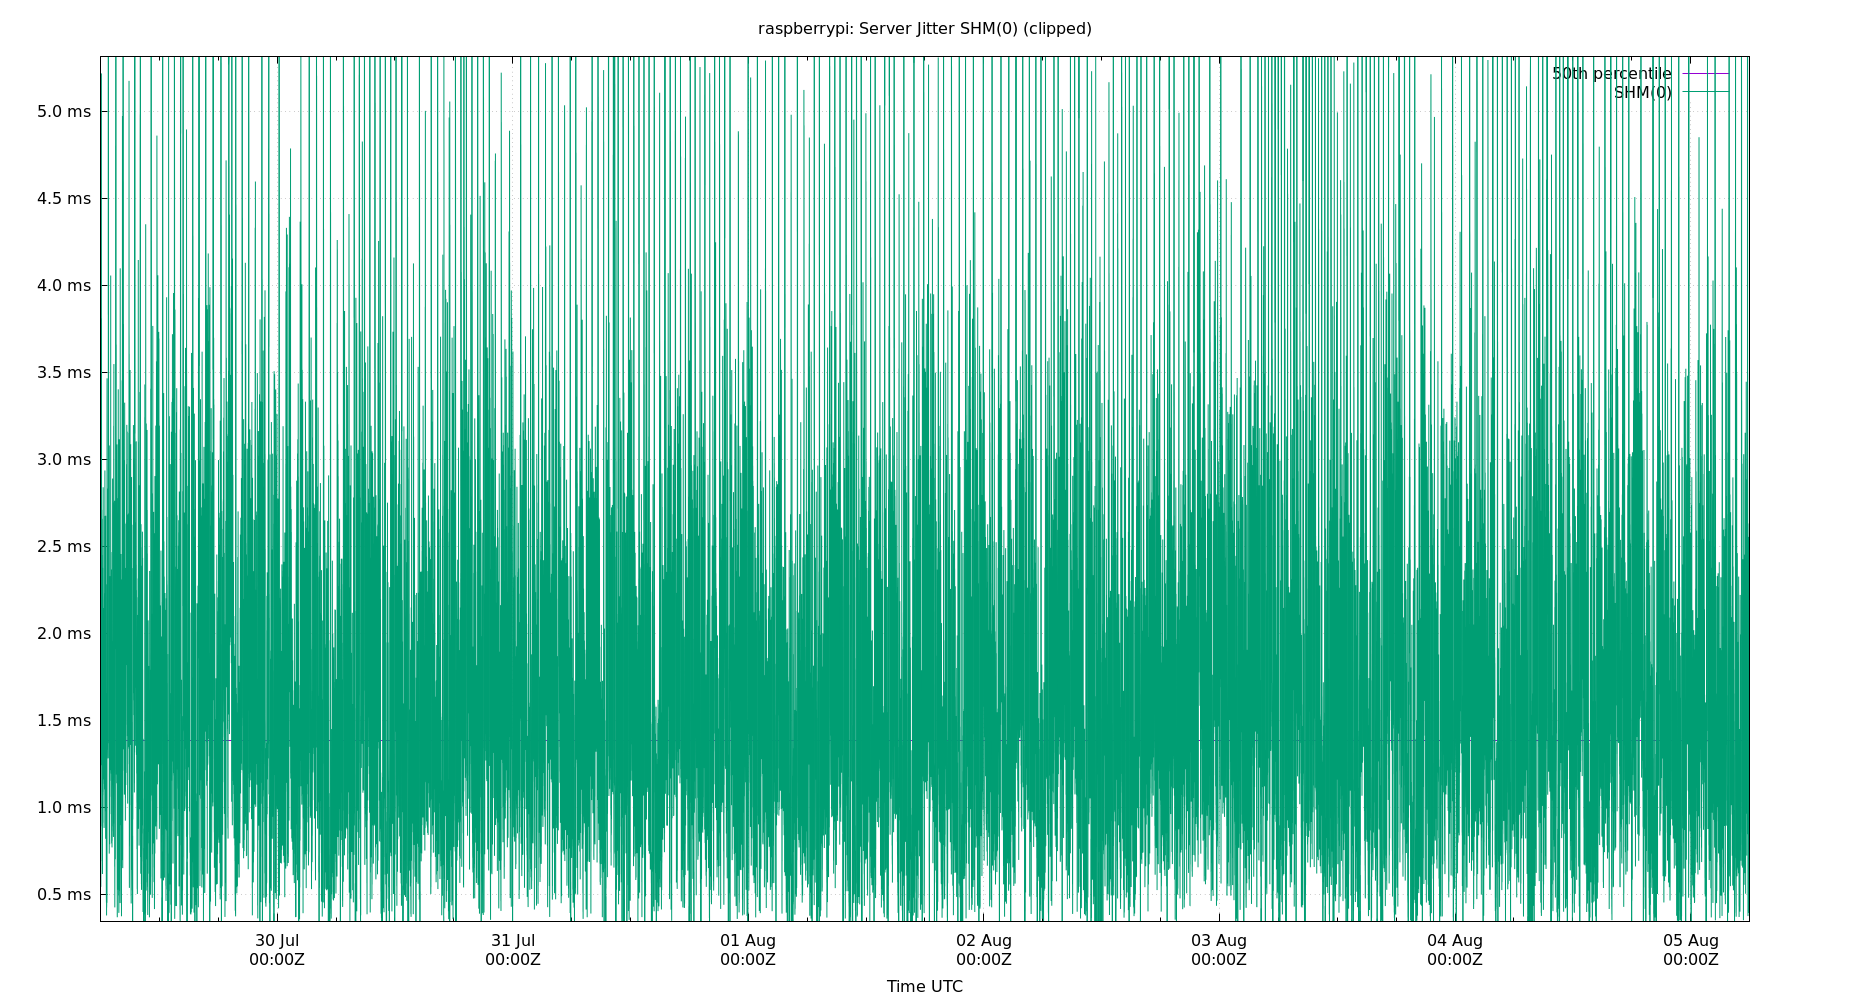 raspberrypi: Server Jitter SHM(0) (clipped)
50th percentile
SHM(0)
5.0 ms
4.5 ms
4.0 ms
3.5 ms
3.0 ms
2.5 ms
2.0 ms
1.5 ms
1.0 ms
0.5 ms
30 Jul 31 Jul 01 Aug 02 Aug 03 Aug 04 Aug 05 Aug
00:00Z 00:00Z 00:00Z 00:00Z 00:00Z 00:00Z 00:00Z
Time UTC